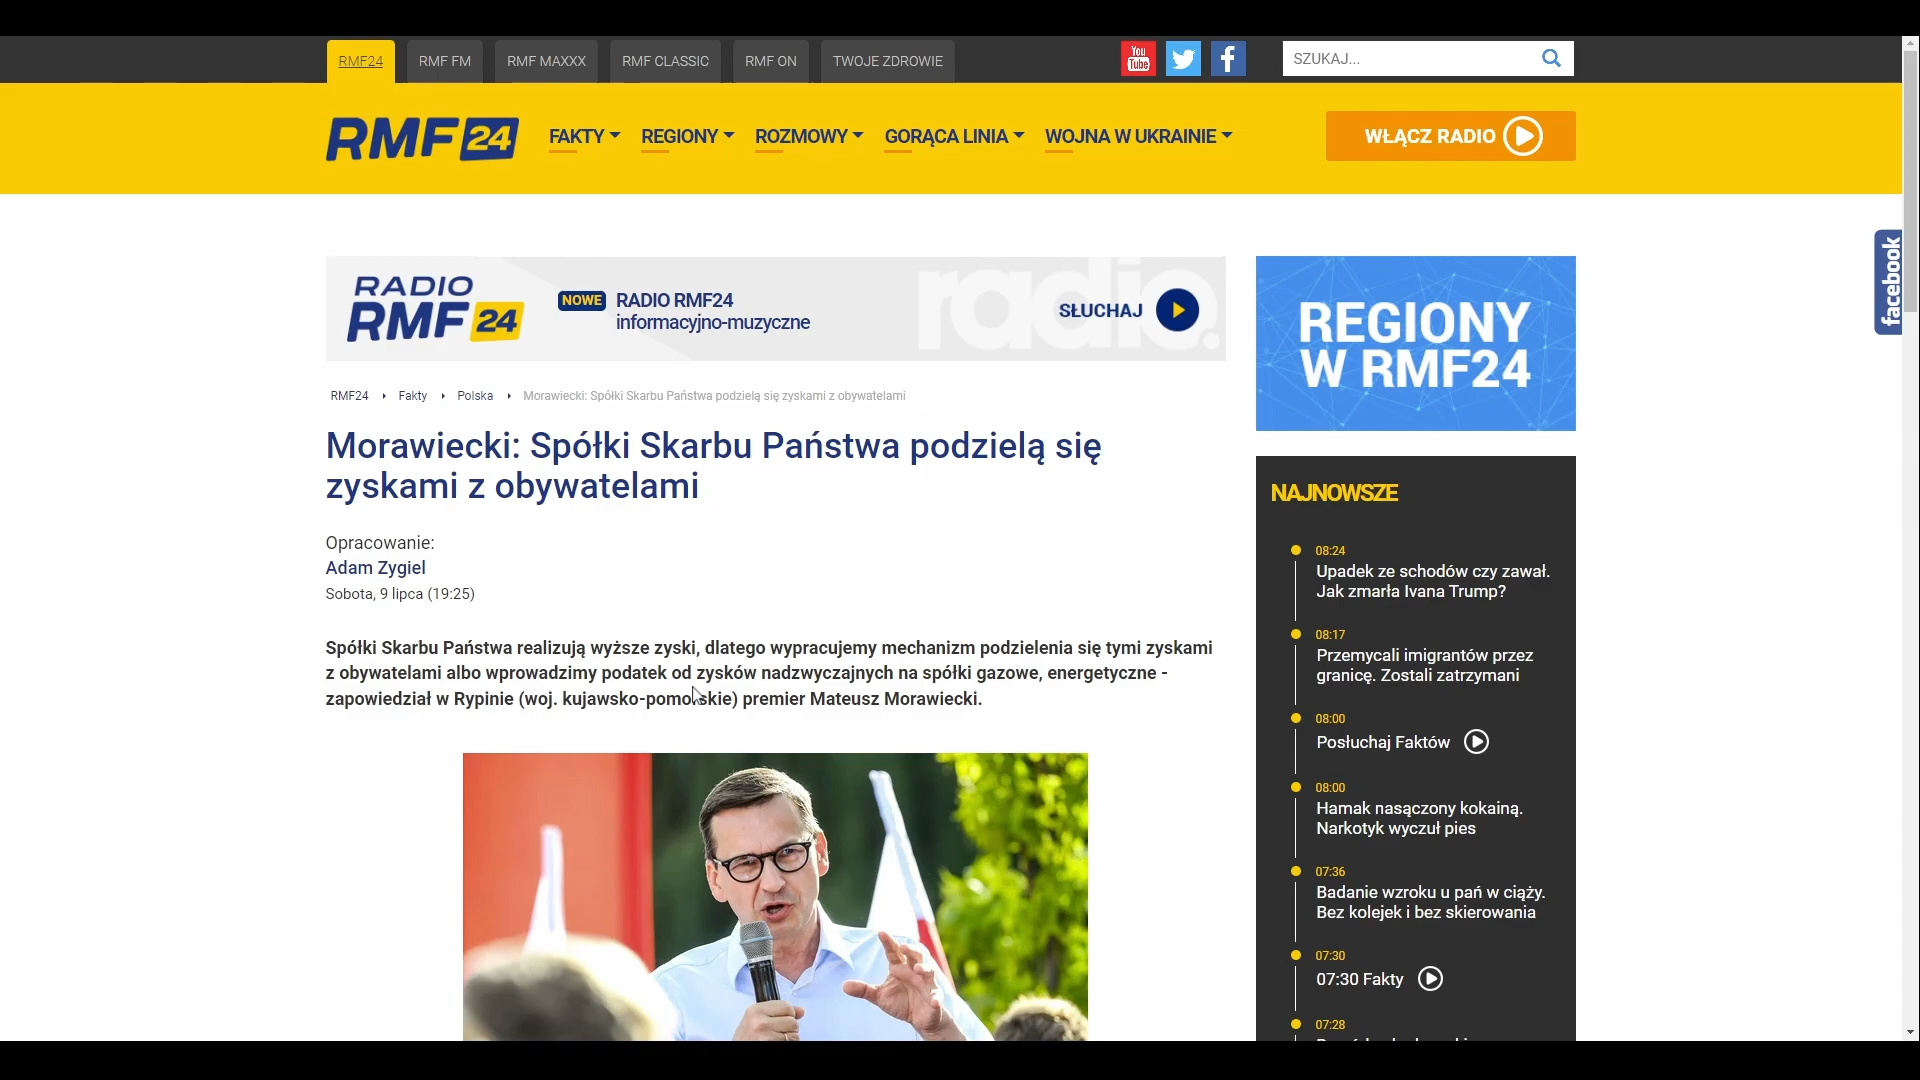 RMF24
RMF FM
RMF MAXXX
RMF CLASSIC
RMF ON
TWOJE ZDROWIE
You
Tube
SZUKAJ...
RMF24
FAKTY
REGIONY
ROZMOWY
GORĄCA LINIA
WOJNA W UKRAINIE
WŁĄCZ RADIO
facebook
RADIO
RMF24
NOWE
RADIO RMF24
informacyjno-muzyczne
radio.
SŁUCHAJ
REGIONY
W RMF24
RMF24
Fakty
Polska
Morawiecki: Spółki Skarbu Państwa podzielą się zyskami z obywatelami
Morawiecki: Spółki Skarbu Państwa podzielą się
zyskami z obywatelami
Opracowanie:
Adam Zygiel
Sobota, 9 lipca (19:25)
Spółki Skarbu Państwa realizują wyższe zyski, dlatego wypracujemy mechanizm podzielenia się tymi zyskami
z obywatelami albo wprowadzimy podatek od zysków nadzwyczajnych na spółki gazowe, energetyczne -
zapowiedział w Rypinie (woj. kujawsko-pomorskie) premier Mateusz Morawiecki.
NAJNOWSZE
08:24
Upadek ze schodów czy zawał.
Jak zmarła Ivana Trump?
08:17
Przemycali imigrantów przez
granicę. Zostali zatrzymani
08:00
Posłuchaj Faktów
08:00
Hamak nasączony kokainą.
Narkotyk wyczuł pies
07:36
Badanie wzroku u pań w ciąży.
Bez kolejek i bez skierowania
07:30
07:30 Fakty
07:28